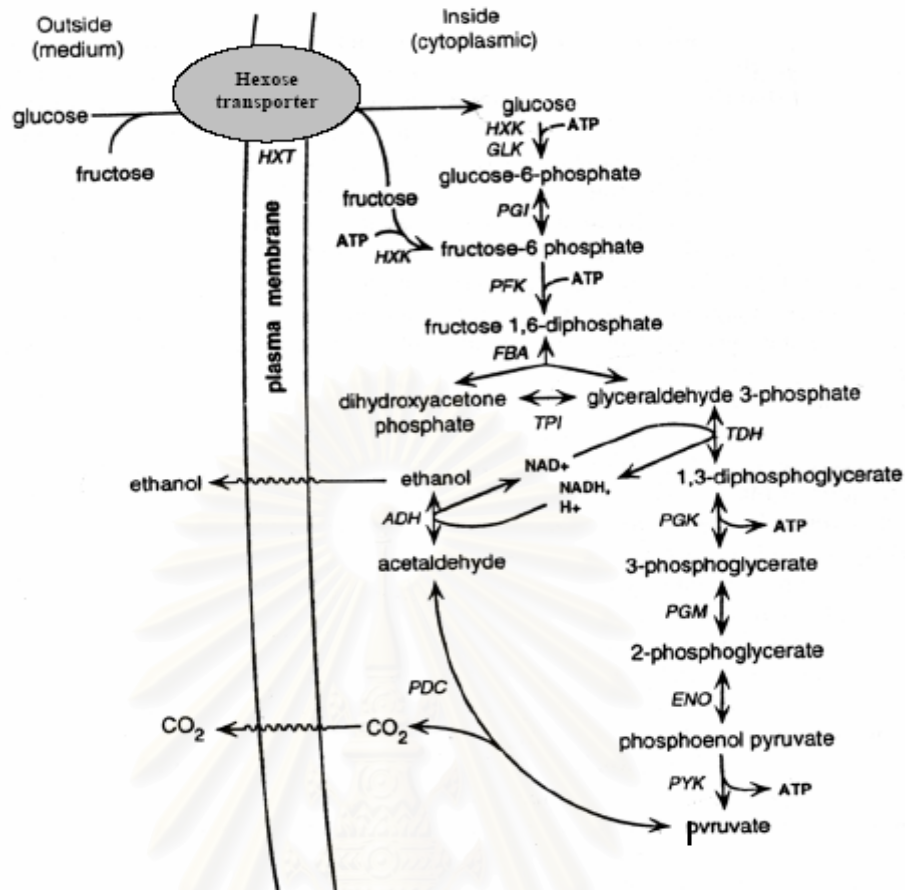 Outside
(medium)
Inside
(cytoplasmic)
Hexose
transporter
glucose
fructose
HXT
plasma membrane
glucose
HXK
GLK
ATP
glucose-6-phosphate
PGI
fructose
ATP
HXK
fructose-6 phosphate
PFK
ATP
fructose 1,6-diphosphate
FBA
dihydroxyacetone
phosphate
TPI
glyceraldehyde 3-phosphate
TDH
NAD+
NADH,
H+
1,3-diphosphoglycerate
ethanol
ethanol
ADH
acetaldehyde
PGK
ATP
3-phosphoglycerate
PGM
2-phosphoglycerate
ENO
phosphoenol pyruvate
PDC
CO2
CO2
PYK
ATP
pvruvate